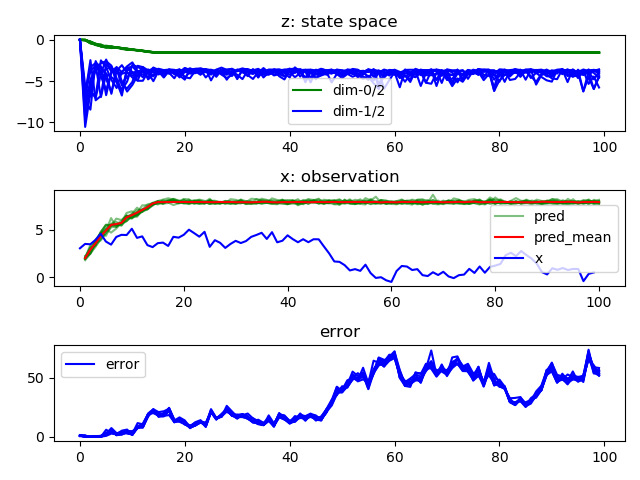 z: state space
0
−5
−10
dim-0/2
dim-1/2
0 20 40 60 80 100
x: observation
5
0
pred
pred_mean
x
0 20 40 60 80 100
error
50
0
error
0 20 40 60 80 100